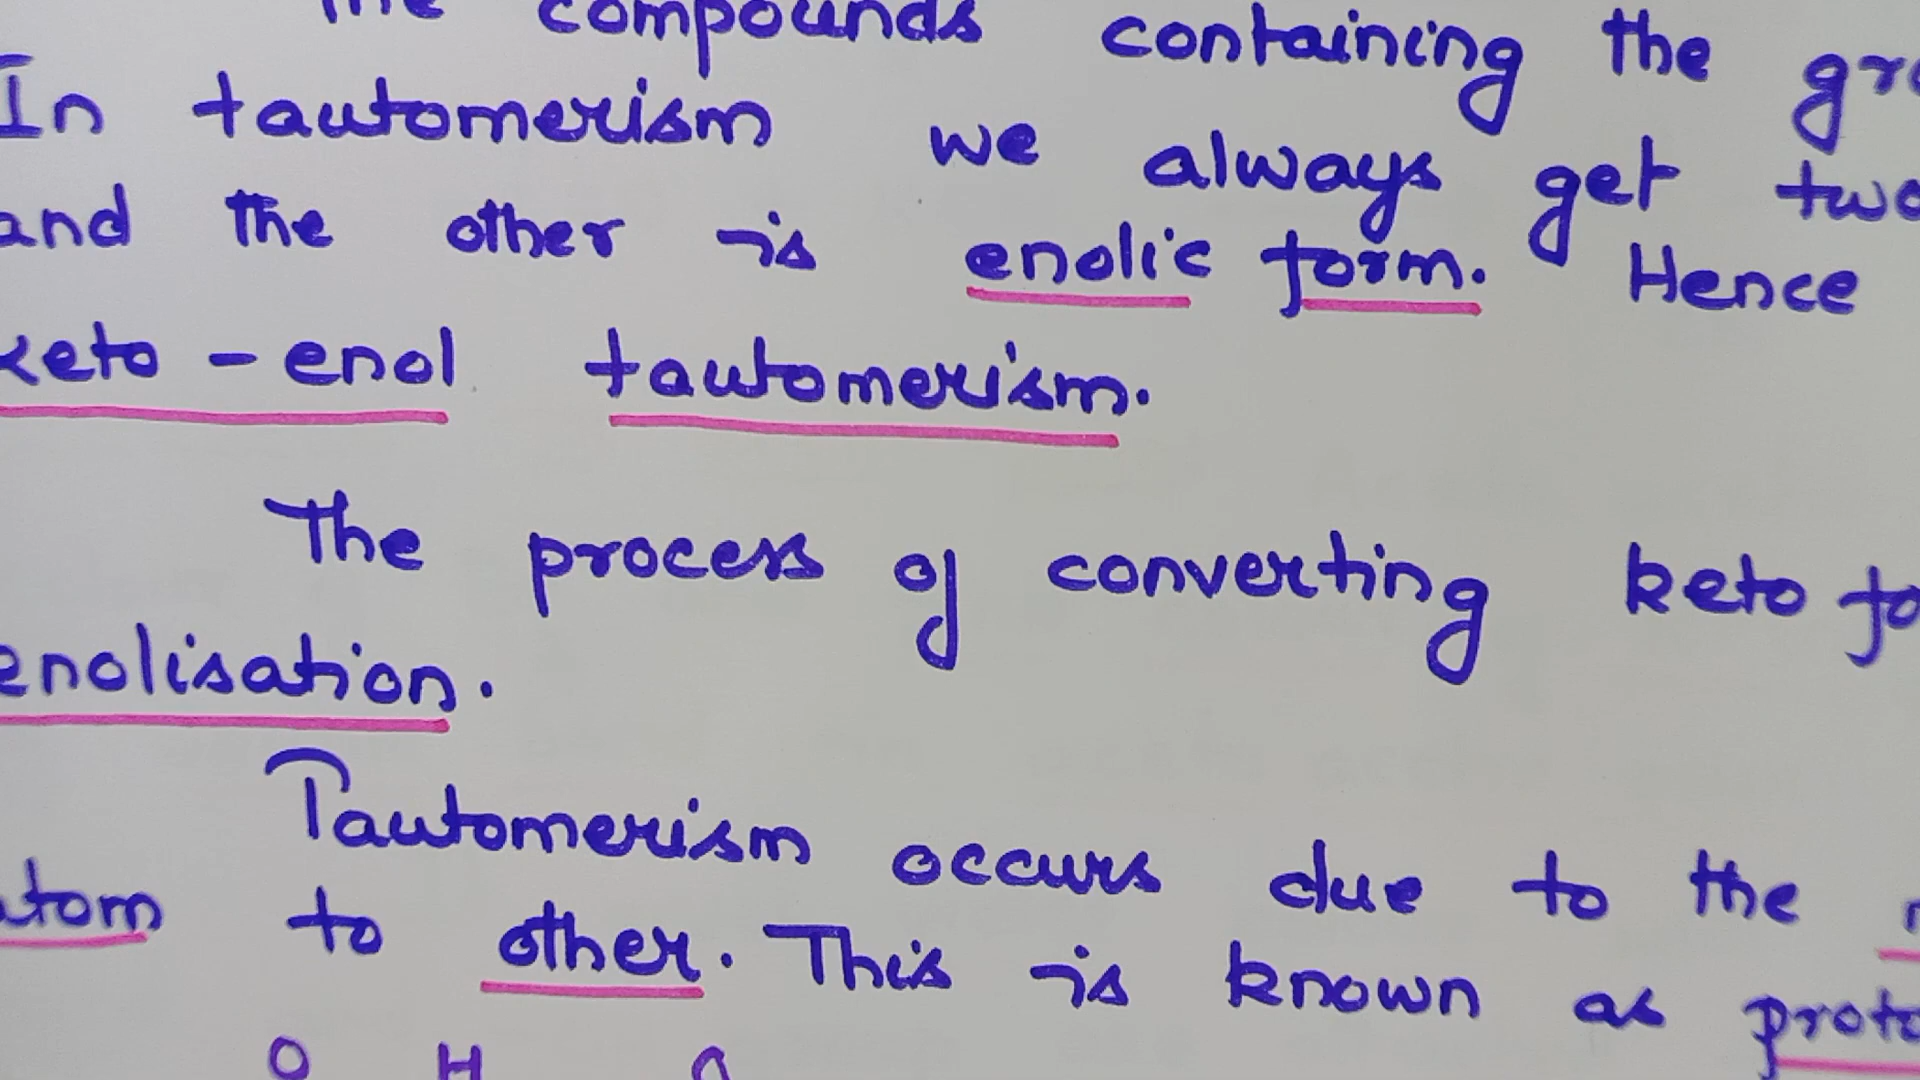 The compounds containing the
In tautomerism we always get two
and the other is enolic form. Hence
keto - enol tautomerism.
The process of converting keto
enolisation.
Tautomerism occurs due to the
atom to other. This is known as
O H